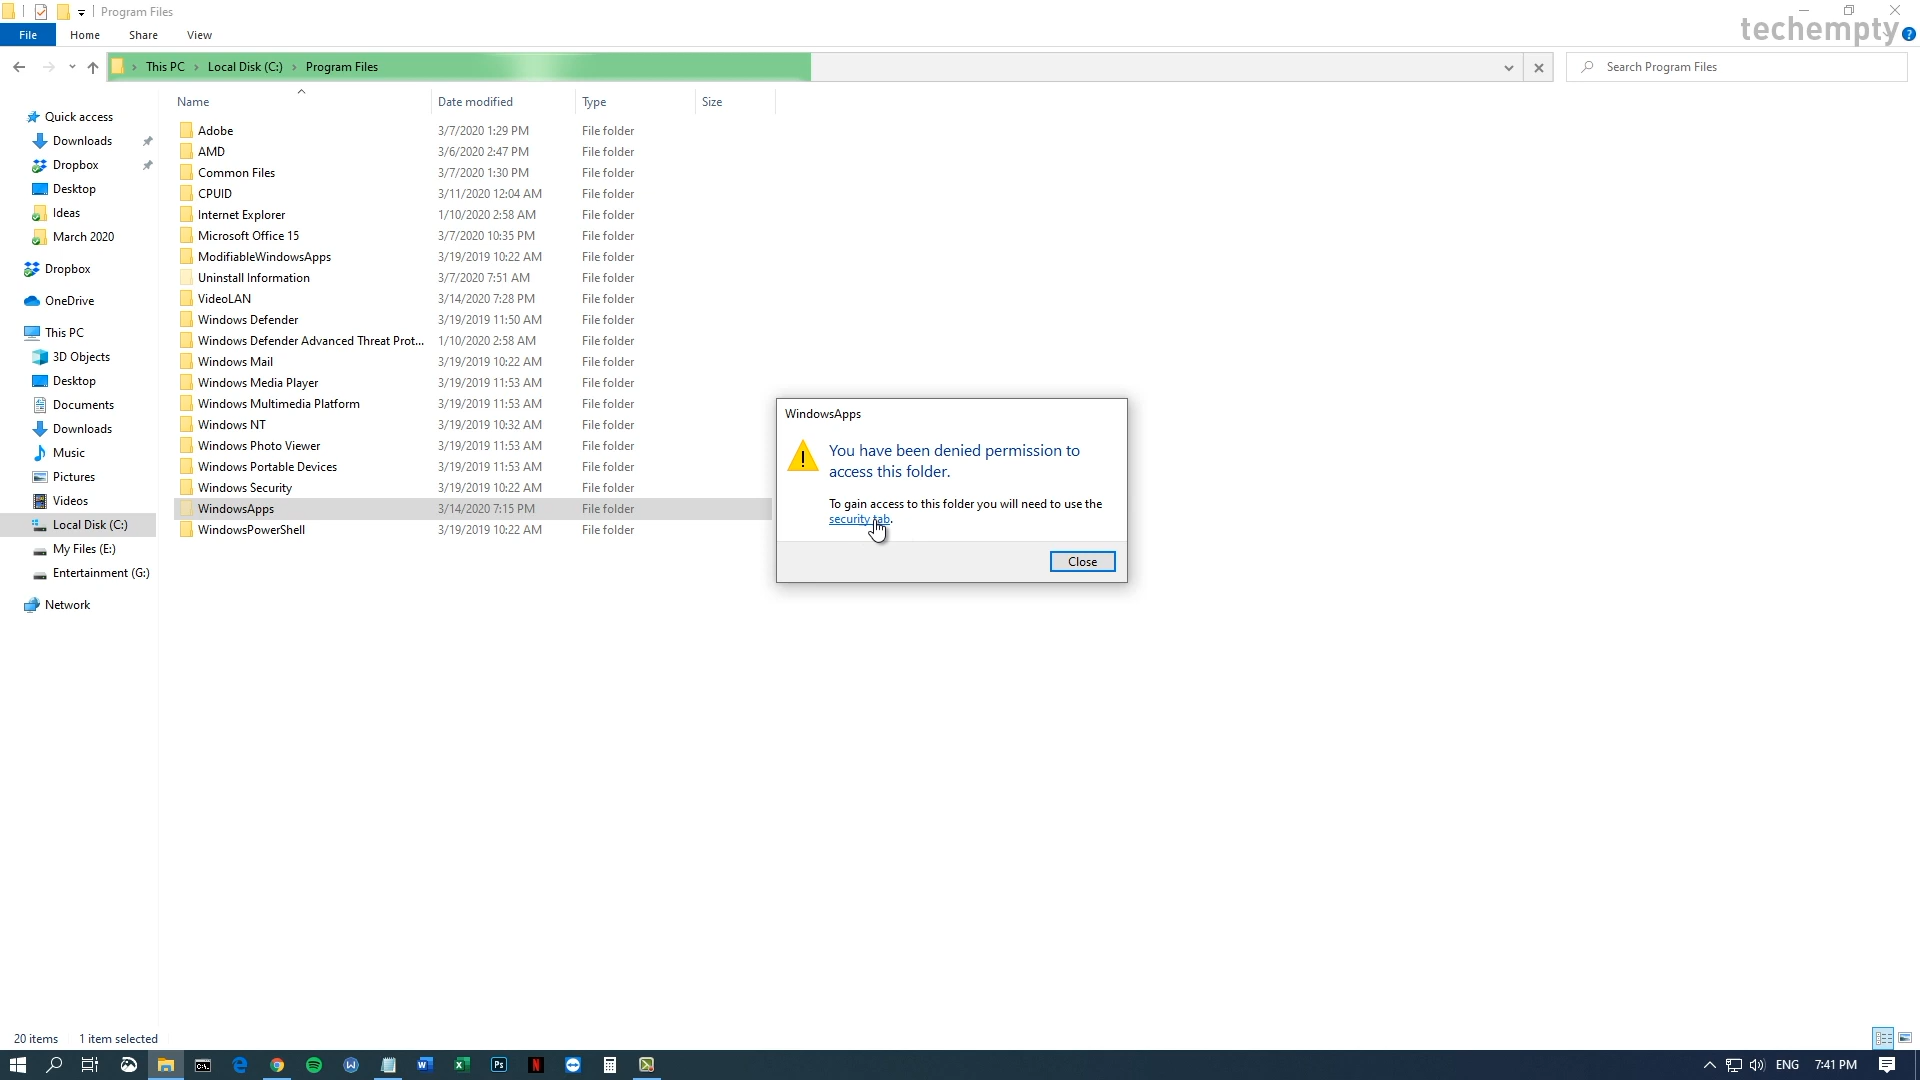 Program Files
techempty
File Home Share View
This PC Local Disk (C:) Program Files
Search Program Files
Name Date modified Type Size
Quick access
Downloads
Dropbox
Desktop
Ideas
March 2020
Dropbox
OneDrive
This PC
3D Objects
Desktop
Documents
Downloads
Music
Pictures
Videos
Local Disk (C:)
My Files (E:)
Entertainment (G:)
Network
Adobe 3/7/2020 1:29 PM File folder
AMD 3/6/2020 2:47 PM File folder
Common Files 3/7/2020 1:30 PM File folder
CPUID 3/11/2020 12:04 AM File folder
Internet Explorer 1/10/2020 2:58 AM File folder
Microsoft Office 15 3/7/2020 10:35 PM File folder
ModifiableWindowsApps 3/19/2019 10:22 AM File folder
Uninstall Information 3/7/2020 7:51 AM File folder
VideoLAN 3/14/2020 7:28 PM File folder
Windows Defender 3/19/2019 11:50 AM File folder
Windows Defender Advanced Threat Prot... 1/10/2020 2:58 AM File folder
Windows Mail 3/19/2019 10:22 AM File folder
Windows Media Player 3/19/2019 11:53 AM File folder
Windows Multimedia Platform 3/19/2019 11:53 AM File folder
Windows NT 3/19/2019 10:32 AM File folder
Windows Photo Viewer 3/19/2019 11:53 AM File folder
Windows Portable Devices 3/19/2019 11:53 AM File folder
Windows Security 3/19/2019 10:22 AM File folder
WindowsApps 3/14/2020 7:15 PM File folder
WindowsPowerShell 3/19/2019 10:22 AM File folder
WindowsApps
You have been denied permission to
access this folder.
To gain access to this folder you will need to use the
security tab.
Close
20 items 1 item selected
ENG 7:41 PM